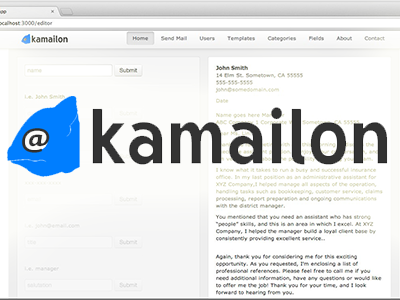 app
localhost:3000/editor
kamailon
Home Send Mail Users Templates Categories Fields About Contact
name Submit
i.e. John Smith
@kamailon
Submit
i.e. manager
Submit
John Smith
14 Elm St. Sometown, CA 55555
555-555-5555
john@somedomain.com
Date
Name goes here
I know what it takes to run a busy and successful insurance
office. In my last position as an administrative assistant for
XYZ Company, I helped manage all aspects of the operation,
handling tasks such as bookkeeping, customer service, claims
processing, report preparation and ongoing communications
with the district manager.
You mentioned that you need an assistant who has strong
"people" skills, and this is an area in which I excel. At XYZ
Company, I helped the manager build a loyal client base by
consistently providing excellent service..
Again, thank you for considering me for this exciting
opportunity. As you requested, I'm enclosing a list of
professional references. Please feel free to call me if you
need additional information, have any questions or would like
to offer me the job! Thank you for your time, and I look
forward to hearing from you.